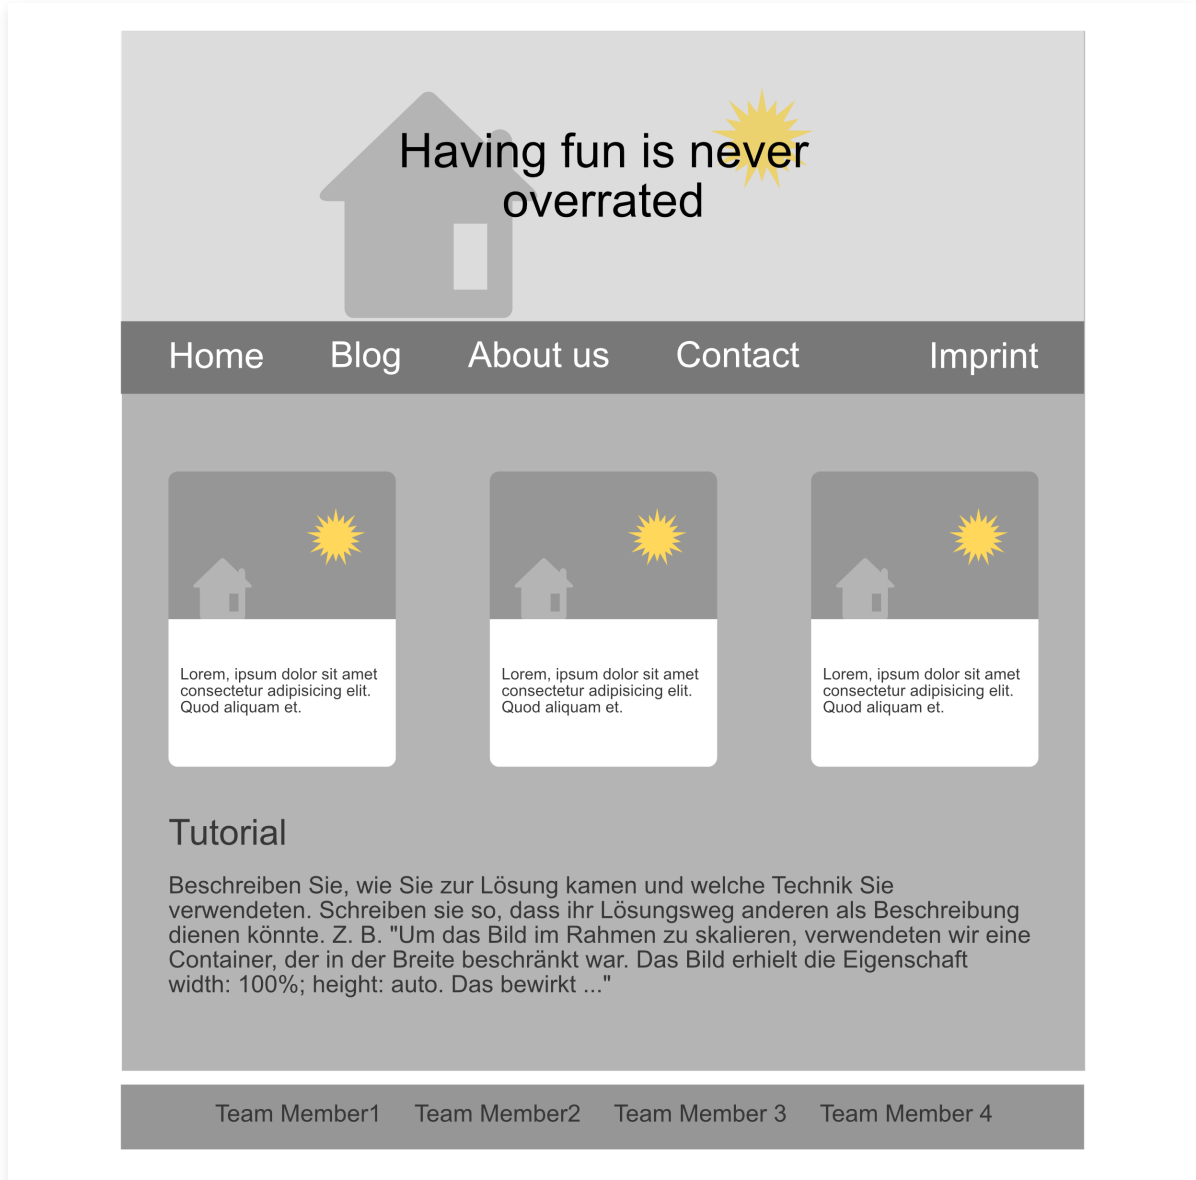 Having fun is never
overrated
Home Blog About us Contact Imprint
Lorem, ipsum dolor sit amet
consectetur adipisicing elit.
Quod aliquam et.
Lorem, ipsum dolor sit amet
consectetur adipisicing elit.
Quod aliquam et.
Lorem, ipsum dolor sit amet
consectetur adipisicing elit.
Quod aliquam et.
Tutorial
Beschreiben Sie, wie Sie zur Lösung kamen und welche Technik Sie
verwendeten. Schreiben sie so, dass ihr Lösungsweg anderen als Beschreibung
dienen könnte. Z. B. "Um das Bild im Rahmen zu skalieren, verwendeten wir eine
Container, der in der Breite beschränkt war. Das Bild erhielt die Eigenschaft
width: 100%; height: auto. Das bewirkt ..."
Team Member1 Team Member2 Team Member 3 Team Member 4